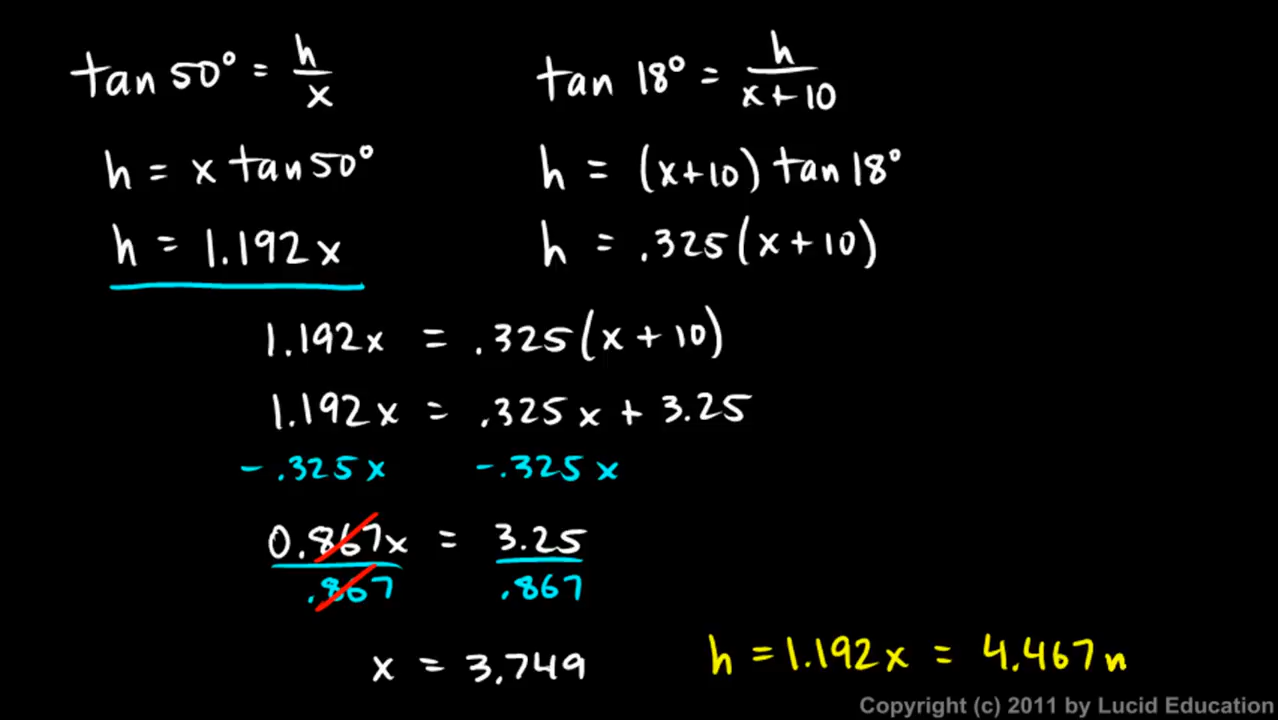 tan 50° = h/x
tan 18° = h/(x+10)
h = x tan 50°
h = (x+10) tan 18°
h = 1.192x
h = .325(x+10)
1.192x = .325(x+10)
1.192x = .325x + 3.25
-.325x -.325x
0.867x = 3.25
.867 .867
x = 3.749
h = 1.192x = 4.467 n
Copyright (c) 2011 by Lucid Education